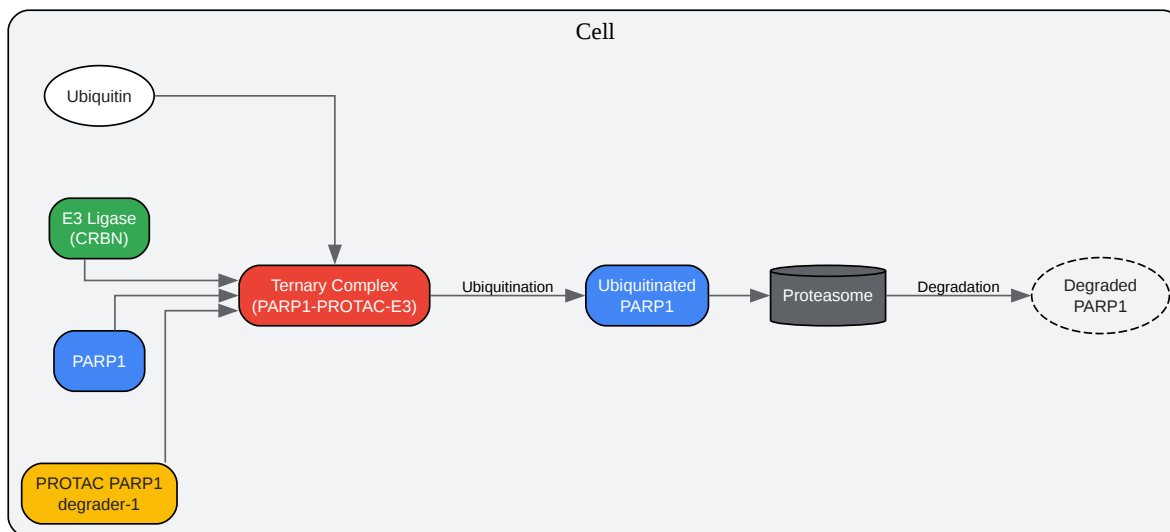 Cell
Ubiquitin
E3 Ligase
(CRBN)
PARP1
PROTAC PARP1
degrader-1
Ternary Complex
(PARP1-PROTAC-E3)
Ubiquitination
Ubiquitinated
PARP1
Proteasome
Degradation
Degraded
PARP1